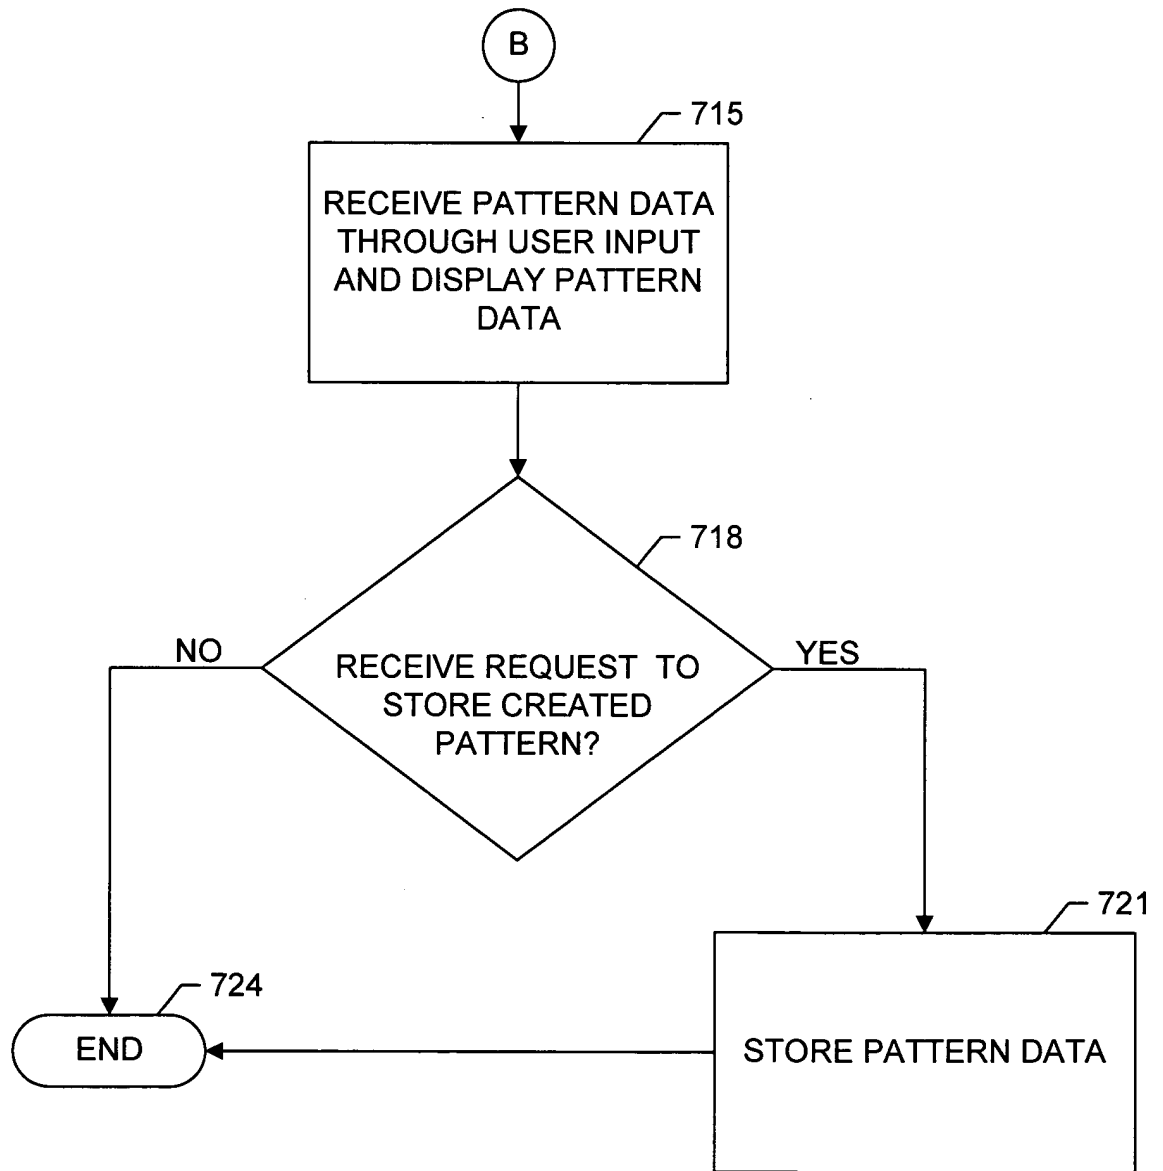 B
715
RECEIVE PATTERN DATA
THROUGH USER INPUT
AND DISPLAY PATTERN
DATA
718
NO
YES
RECEIVE REQUEST TO
STORE CREATED
PATTERN?
721
724
END
STORE PATTERN DATA